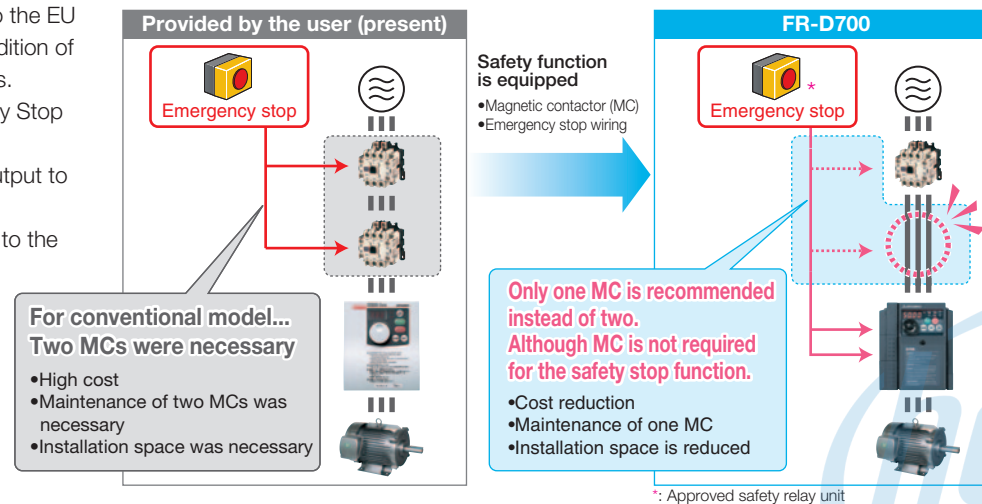 o the EU
dition of
s.
y Stop
utput to
to the
Provided by the user (present)
Emergency stop
For conventional model...
Two MCs were necessary
•High cost
•Maintenance of two MCs was
necessary
•Installation space was necessary
Safety function
is equipped
•Magnetic contactor (MC)
•Emergency stop wiring
FR-D700
*
Emergency stop
Only one MC is recommended
instead of two.
Although MC is not required
for the safety stop function.
•Cost reduction
•Maintenance of one MC
•Installation space is reduced
*: Approved safety relay unit